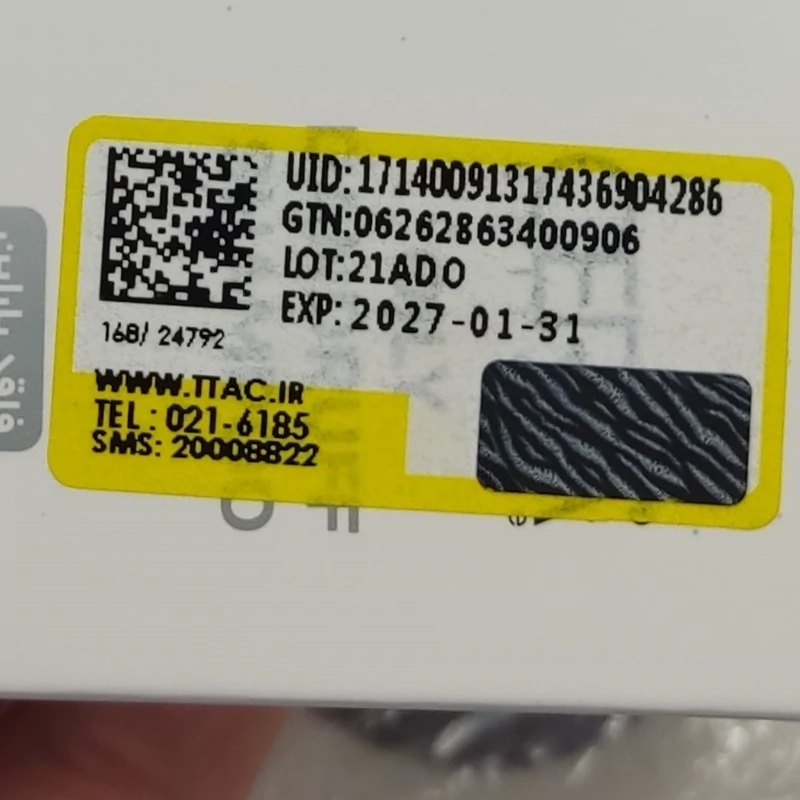 UID:17140091317436904286
GTN:06262863400906
LOT:21ADO
EXP: 2027-01-31
168/ 24792
WWW.TTAC.IR
TEL : 021-6185
SMS: 20008822